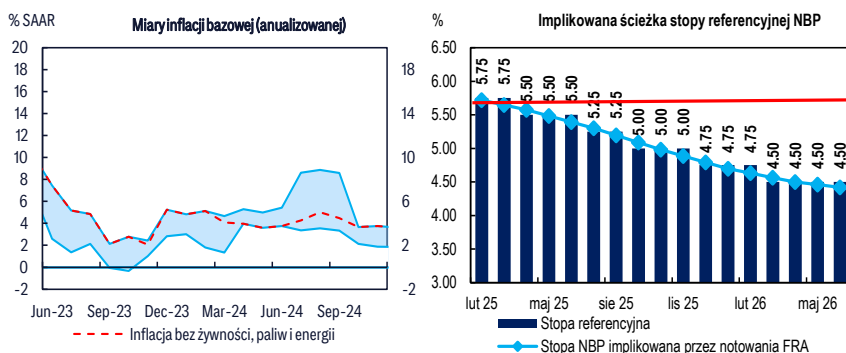 % SAAR
Miary inflacji bazowej (anualizowanej)
20
18
16
14
12
10
8
6
4
2
0
-2
18
14
10
6
2
-2
Jun-23
Sep-23
Dec-23
Mar-24
Jun-24
Sep-24
Inflacja bez żywności, paliw i energii
Implikowana ścieżka stopy referencyjnej NBP
%
6.50
6.00
5.50
5.00
4.50
4.00
3.50
3.00
5.75
5.75
5.50
5.50
5.50
5.25
5.25
5.00
5.00
5.00
4.75
4.75
4.75
4.50
4.50
4.50
4.50
lut 25
maj 25
sie 25
lis 25
lut 26
maj 26
Stopa referencyjna
Stopa NBP implikowana przez notowania FRA